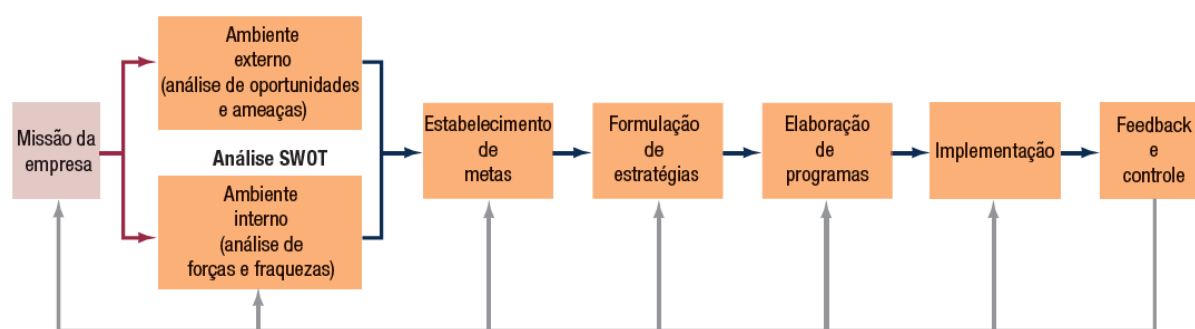 Missão da
empresa
Ambiente
externo
(análise de oportunidades
e ameaças)
Análise SWOT
Ambiente
interno
(análise de
forças e fraquezas)
Estabelecimento
de
metas
Formulação
de
estratégias
Elaboração
de
programas
Implementação
Feedback
e
controle